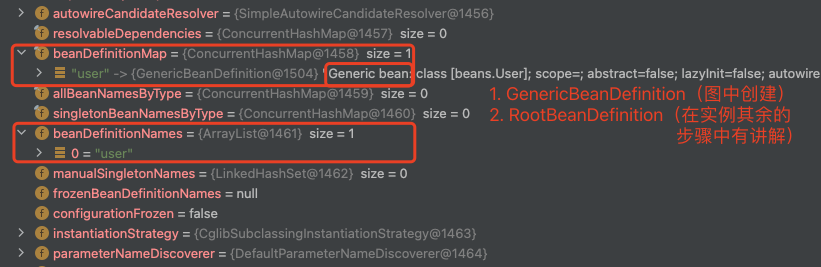 autowireCandidateResolver = {SimpleAutowireCandidateResolver@1456}
resolvableDependencies = {ConcurrentHashMap@1457} size = 0
beanDefinitionMap = {ConcurrentHashMap@1458} size = 1
"user" -> {GenericBeanDefinition@1504} "Generic bean: class [beans.User]; scope=; abstract=false; lazyInit=false; autowire
allBeanNamesByType = {ConcurrentHashMap@1459} size = 0
1. GenericBeanDefinition（图中创建）
singletonBeanNamesByType = {ConcurrentHashMap@1460} size = 0
2. RootBeanDefinition（在实例其余的
beanDefinitionNames = {ArrayList@1461} size = 1
步骤中有讲解）
0 = "user"
manualSingletonNames = {LinkedHashSet@1462} size = 0
frozenBeanDefinitionNames = null
configurationFrozen = false
instantiationStrategy = {CglibSubclassingInstantiationStrategy@1463}
parameterNameDiscoverer = {DefaultParameterNameDiscoverer@1464}